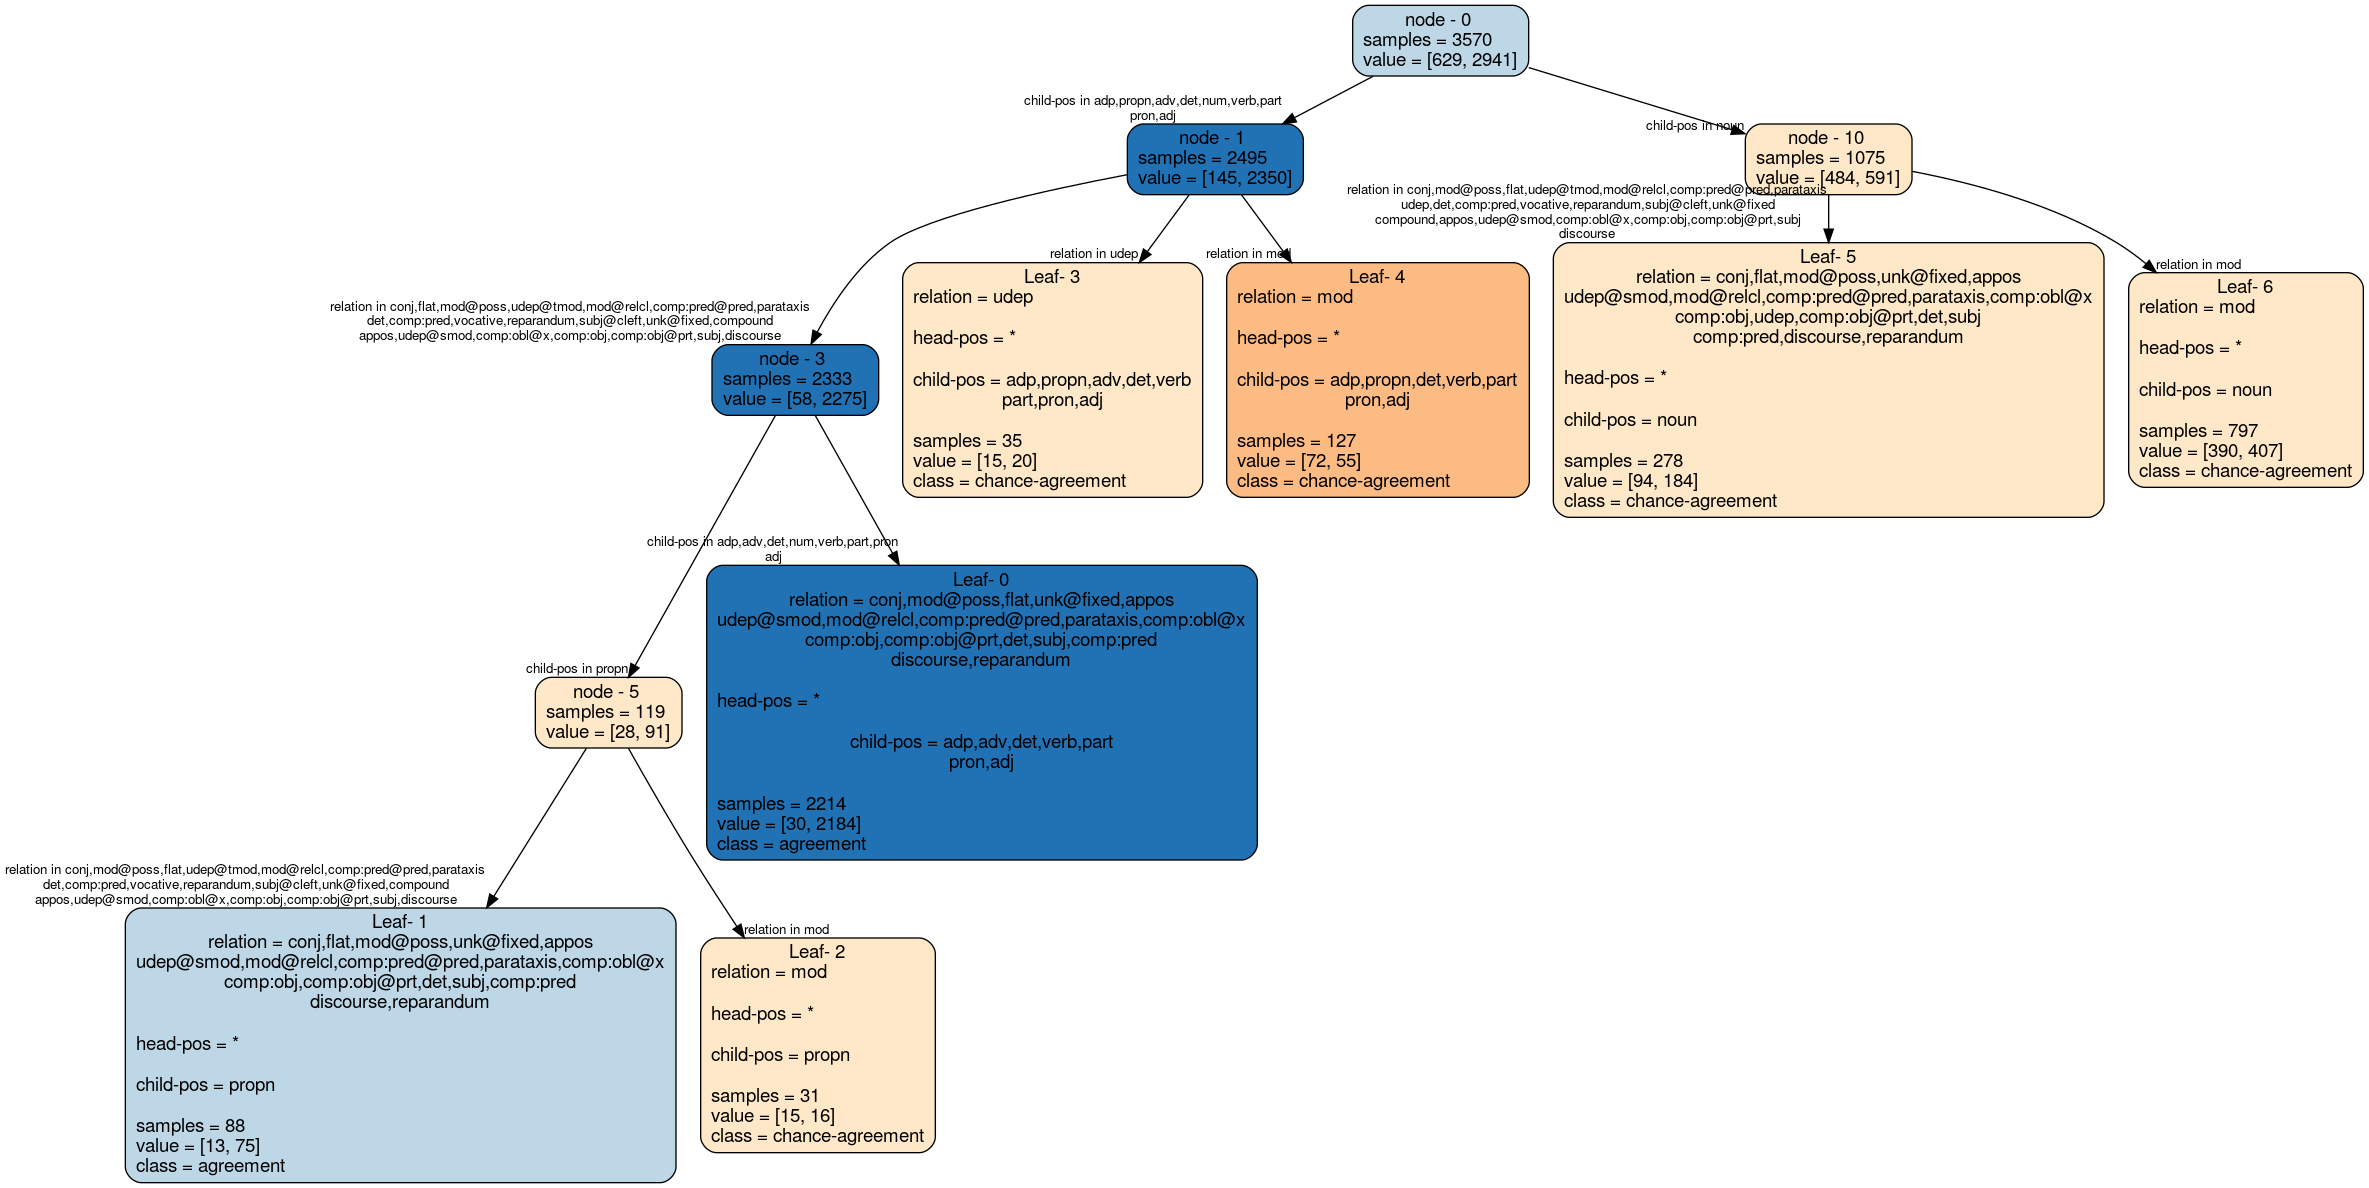 node - 0
samples = 3570
value = [629, 2941]
child-pos in adp,propn,adv,det,num,verb,part
pron,adj
node - 1
samples = 2495
value = [145, 2350]
child-pos in noun
node - 10
samples = 1075
value = [484, 591]
relation in conj,flat,mod@poss,udep@tmod,mod@relcl,comp:pred@pred,parataxis
det,comp:pred,vocative,reparandum,subj@cleft,unk@fixed,compound
appos,udep@smod,comp:obl@x,comp:obj,comp:obj@prt,subj,discourse
node - 3
samples = 2333
value = [58, 2275]
relation in udep
Leaf- 3
relation = udep
head-pos = *
child-pos = adp,propn,adv,det,verb
part,pron,adj
samples = 35
value = [15, 20]
class = chance-agreement
relation in mod
Leaf- 4
relation = mod
head-pos = *
child-pos = adp,propn,det,verb,part
pron,adj
samples = 127
value = [72, 55]
class = chance-agreement
relation in conj,mod@poss,flat,udep@tmod,mod@relcl,comp:pred@pred,parataxis
udep,det,comp:pred,vocative,reparandum,subj@cleft,unk@fixed
compound,appos,udep@smod,comp:obl@x,comp:obj,comp:obj@prt,subj
discourse
Leaf- 5
relation = conj,flat,mod@poss,unk@fixed,appos
udep@smod,mod@relcl,comp:pred@pred,parataxis,comp:obl@x
comp:obj,udep,comp:obj@prt,det,subj
comp:pred,discourse,reparandum
head-pos = *
child-pos = noun
samples = 278
value = [94, 184]
class = chance-agreement
relation in mod
Leaf- 6
relation = mod
head-pos = *
child-pos = noun
samples = 797
value = [390, 407]
class = chance-agreement
child-pos in propn
node - 5
samples = 119
value = [28, 91]
child-pos in adp,adv,det,num,verb,part,pron
adj
Leaf- 0
relation = conj,mod@poss,flat,unk@fixed,appos
udep@smod,mod@relcl,comp:pred@pred,parataxis,comp:obl@x
comp:obj,comp:obj@prt,det,subj,comp:pred
discourse,reparandum
head-pos = *
child-pos = adp,adv,det,verb,part
pron,adj
samples = 2214
value = [30, 2184]
class = agreement
relation in conj,mod@poss,flat,udep@tmod,mod@relcl,comp:pred@pred,parataxis
det,comp:pred,vocative,reparandum,subj@cleft,unk@fixed,compound
appos,udep@smod,comp:obl@x,comp:obj,comp:obj@prt,subj,discourse
Leaf- 1
relation = conj,flat,mod@poss,unk@fixed,appos
udep@smod,mod@relcl,comp:pred@pred,parataxis,comp:obl@x
comp:obj,comp:obj@prt,det,subj,comp:pred
discourse,reparandum
head-pos = *
child-pos = propn
samples = 88
value = [13, 75]
class = agreement
relation in mod
Leaf- 2
relation = mod
head-pos = *
child-pos = propn
samples = 31
value = [15, 16]
class = chance-agreement